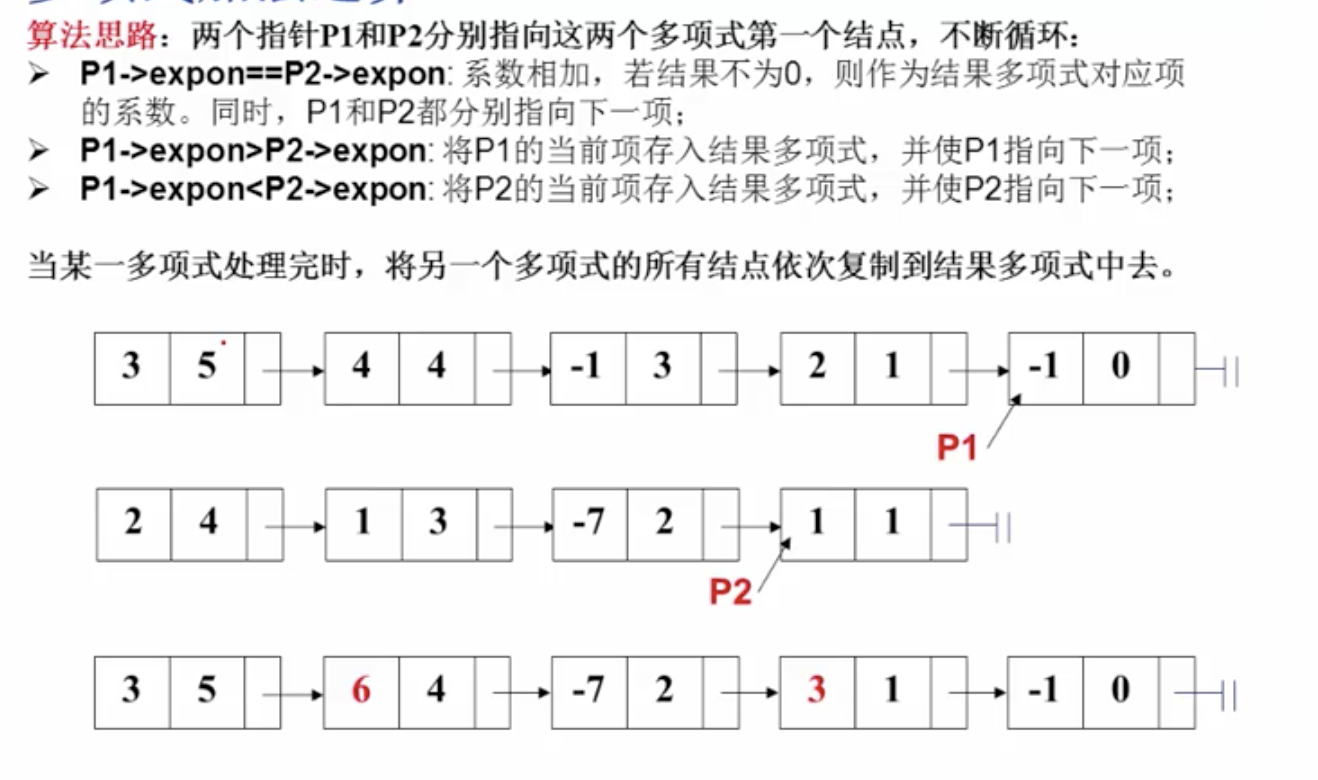 算法思路：两个指针P1和P2分别指向这两个多项式第一个结点，不断循环：
➢ P1->expon==P2->expon: 系数相加，若结果不为0，则作为结果多项式对应项
的系数。同时，P1和P2都分别指向下一项；
➢ P1->expon>P2->expon: 将P1的当前项存入结果多项式，并使P1指向下一项；
➢ P1->expon<P2->expon: 将P2的当前项存入结果多项式，并使P2指向下一项；
当某一多项式处理完时，将另一个多项式的所有结点依次复制到结果多项式中去。
3 5 4 4 -1 3 2 1 -1 0
P1
2 4 1 3 -7 2 1 1
P2
3 5 6 4 -7 2 3 1 -1 0